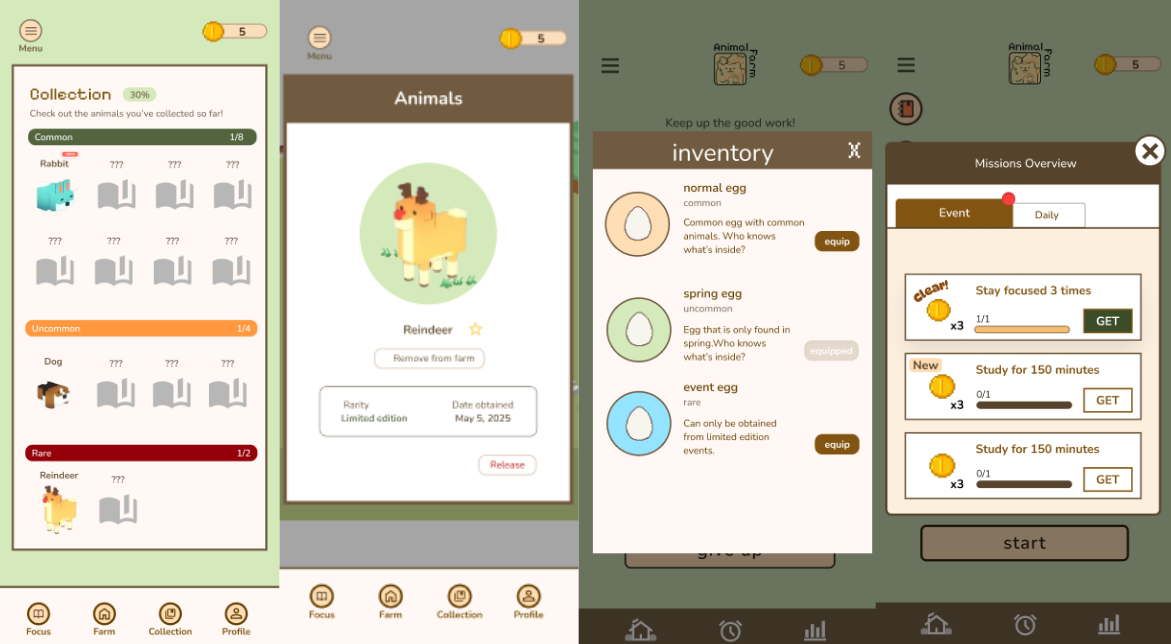 Menu
5
Collection 30%
Check out the animals you've collected so far!
Common 1/8
Rabbit ??? ??? ???
??? ??? ??? ???
Uncommon 1/4
Dog ??? ??? ???
Rare 1/2
Reindeer ???
Focus Farm Collection Profile
Menu
5
Animals
Reindeer
Remove from farm
Rarity Date obtained
Limited edition May 5, 2025
Release
Focus Farm Collection Profile
Animal
Farm
5
Keep up the good work!
inventory X
normal egg
common
Common egg with common
animals. Who knows
what's inside?
equip
spring egg
uncommon
Egg that is only found in
spring.Who knows
what's inside?
equipped
event egg
rare
Can only be obtained
from limited edition
events.
equip
give up
Animal
Farm
5
Missions Overview
Event Daily
clear!
Stay focused 3 times
x3
1/1
GET
New
Study for 150 minutes
x3
0/1
GET
Study for 150 minutes
x3
0/1
GET
start